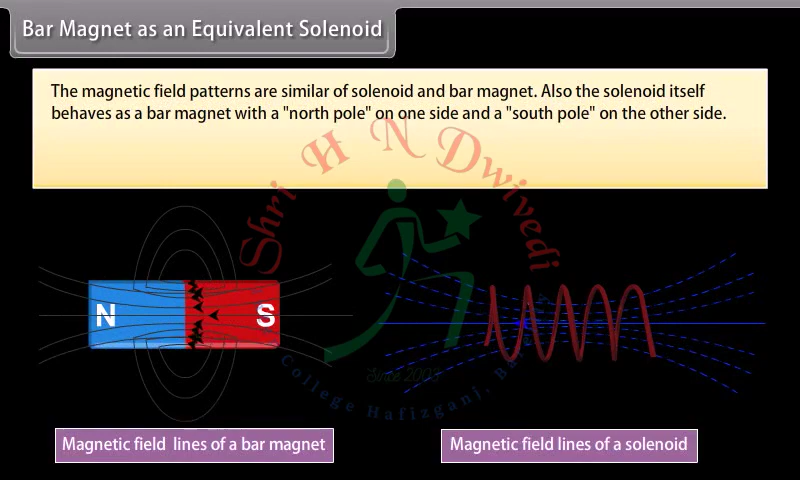 Bar Magnet as an Equivalent Solenoid
The magnetic field patterns are similar of solenoid and bar magnet. Also the solenoid itself
behaves as a bar magnet with a "north pole" on one side and a "south pole" on the other side.
Shri H N Dwivedi
N
S
Since 2003
College Hafizganj,
Magnetic field lines of a bar magnet
Magnetic field lines of a solenoid